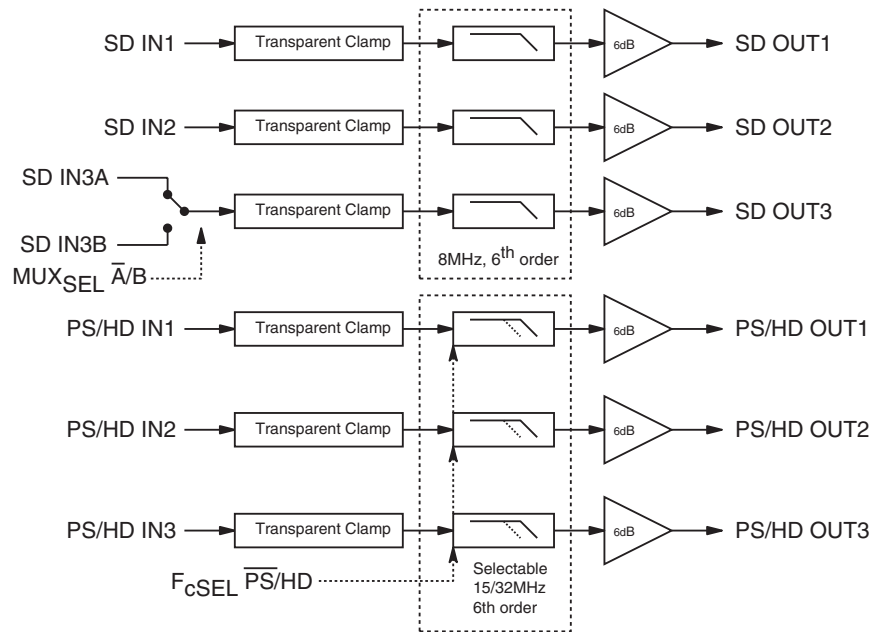 SD IN1
Transparent Clamp
6dB
SD OUT1
SD IN2
Transparent Clamp
6dB
SD OUT2
SD IN3A
SD IN3B
MUXSEL A̅/B
Transparent Clamp
6dB
SD OUT3
8MHz, 6th order
PS/HD IN1
Transparent Clamp
6dB
PS/HD OUT1
PS/HD IN2
Transparent Clamp
6dB
PS/HD OUT2
PS/HD IN3
Transparent Clamp
6dB
PS/HD OUT3
FcSEL P̅S̅/HD
Selectable
15/32MHz
6th order